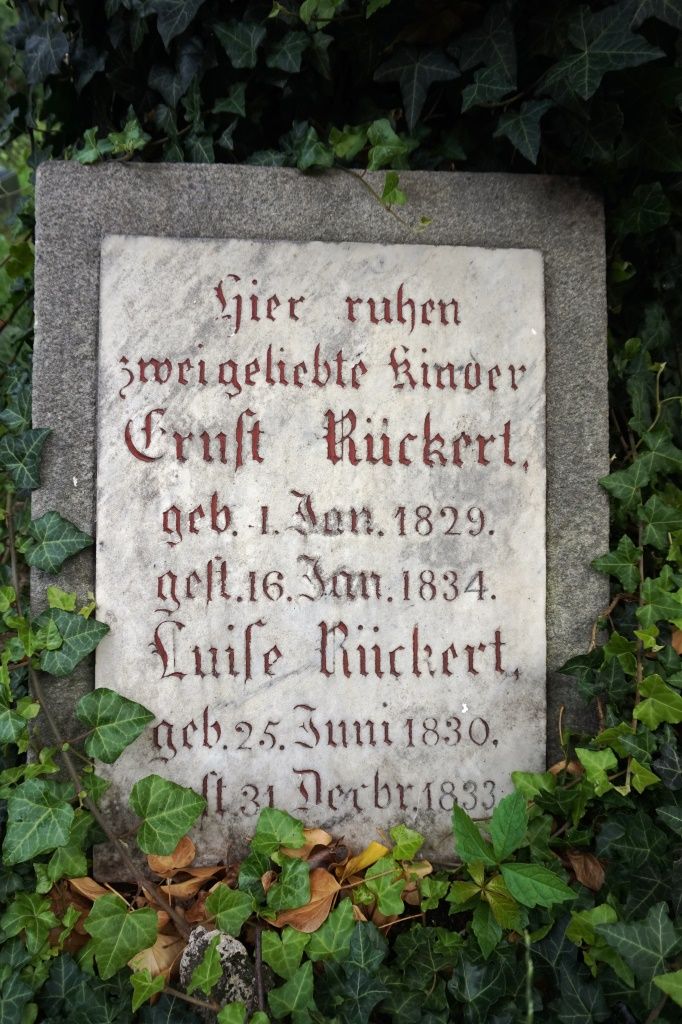 Hier ruhen
zwei geliebte Kinder
Ernst Rückert,
geb. 1. Jan. 1829.
gest. 16. Jan. 1834.
Luise Rückert,
geb. 25. Juni 1830.
31. Decbr. 1833.